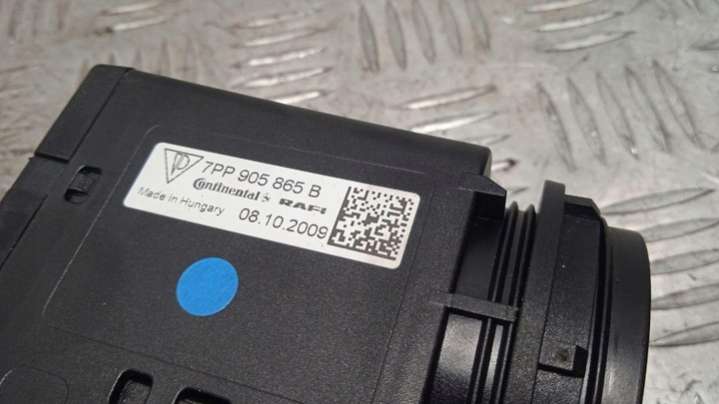 7PP 905 865 B
Continental RAFI
Made in Hungary 08.10.2009